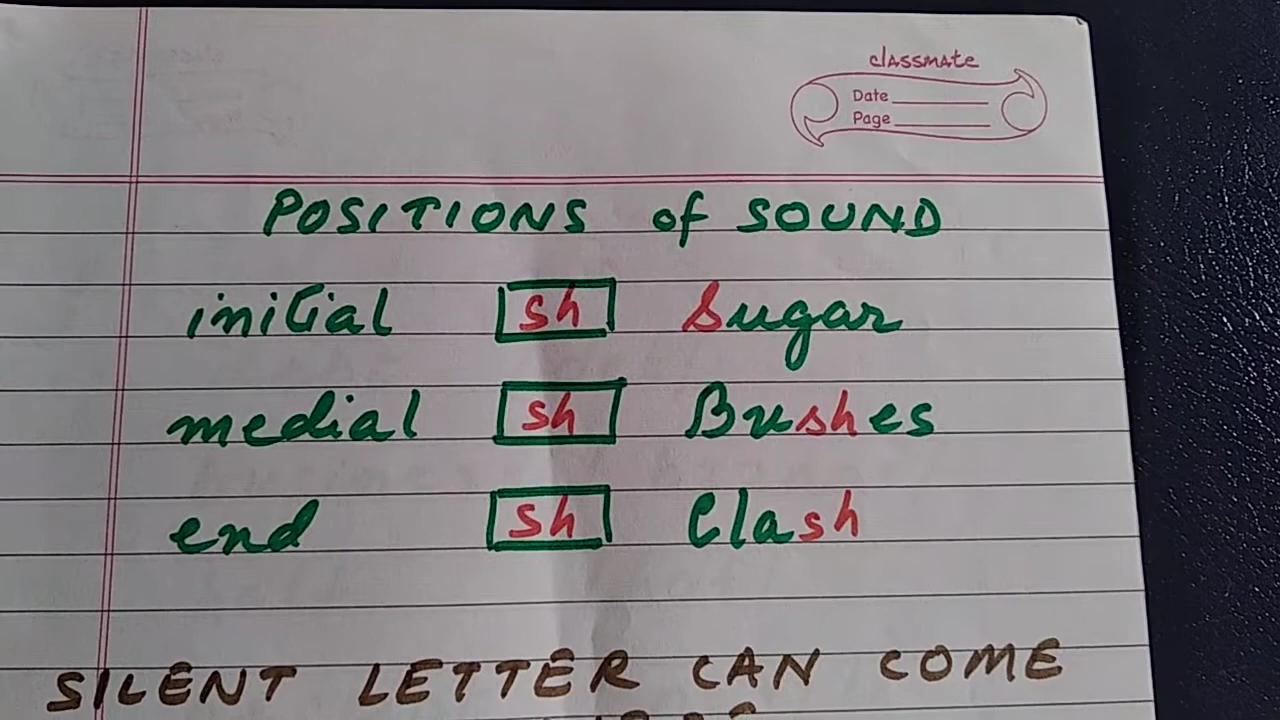 classmate
Date
Page
POSITIONS of SOUND
initial sh Sugar
medial sh Bushes
end sh Clash
SILENT LETTER CAN COME